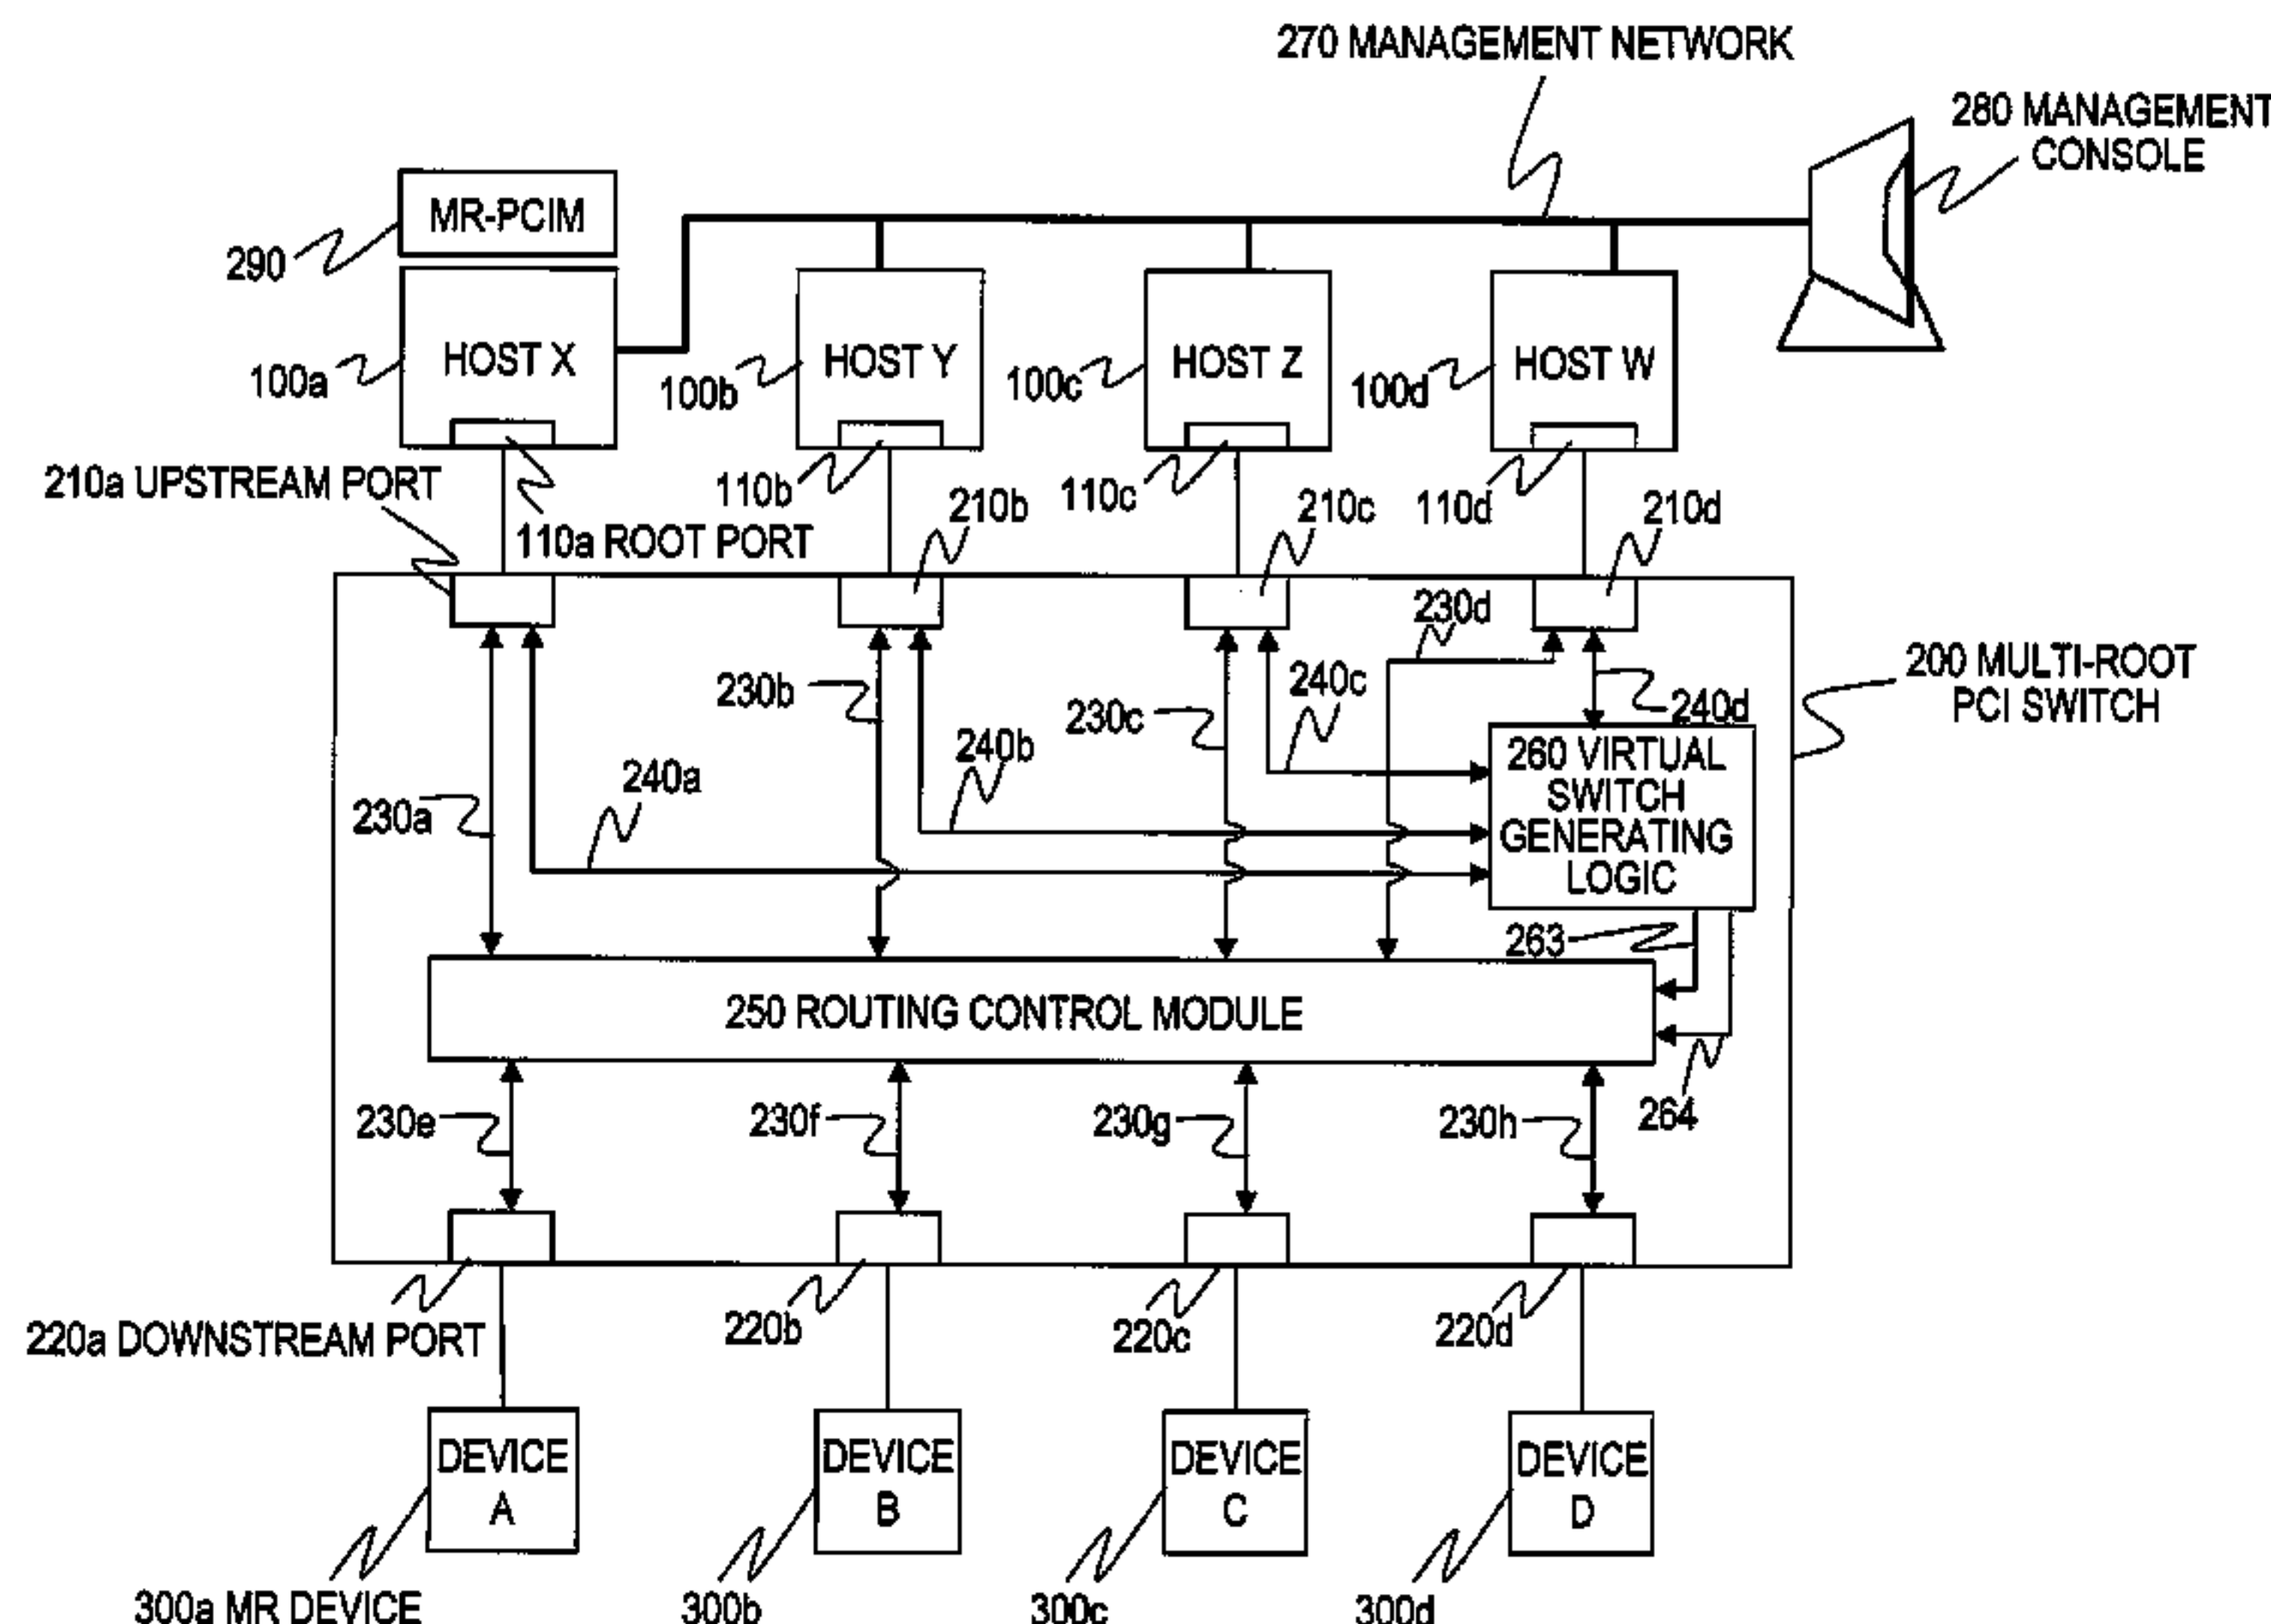 270 MANAGEMENT NETWORK
280 MANAGEMENT
CONSOLE
MR-PCIM
290
HOST X
HOST Y
HOST Z
HOST W
100a
100b
100c
100d
210a UPSTREAM PORT
110a ROOT PORT
110b
210b
110c
210c
110d
210d
230d
200 MULTI-ROOT
PCI SWITCH
230b
240c
230c
240d
240b
240a
230a
260 VIRTUAL
SWITCH
GENERATING
LOGIC
263
250 ROUTING CONTROL MODULE
264
230e
230f
230g
230h
220a DOWNSTREAM PORT
220b
220c
220d
DEVICE
A
DEVICE
B
DEVICE
C
DEVICE
D
300a MR DEVICE
300b
300c
300d